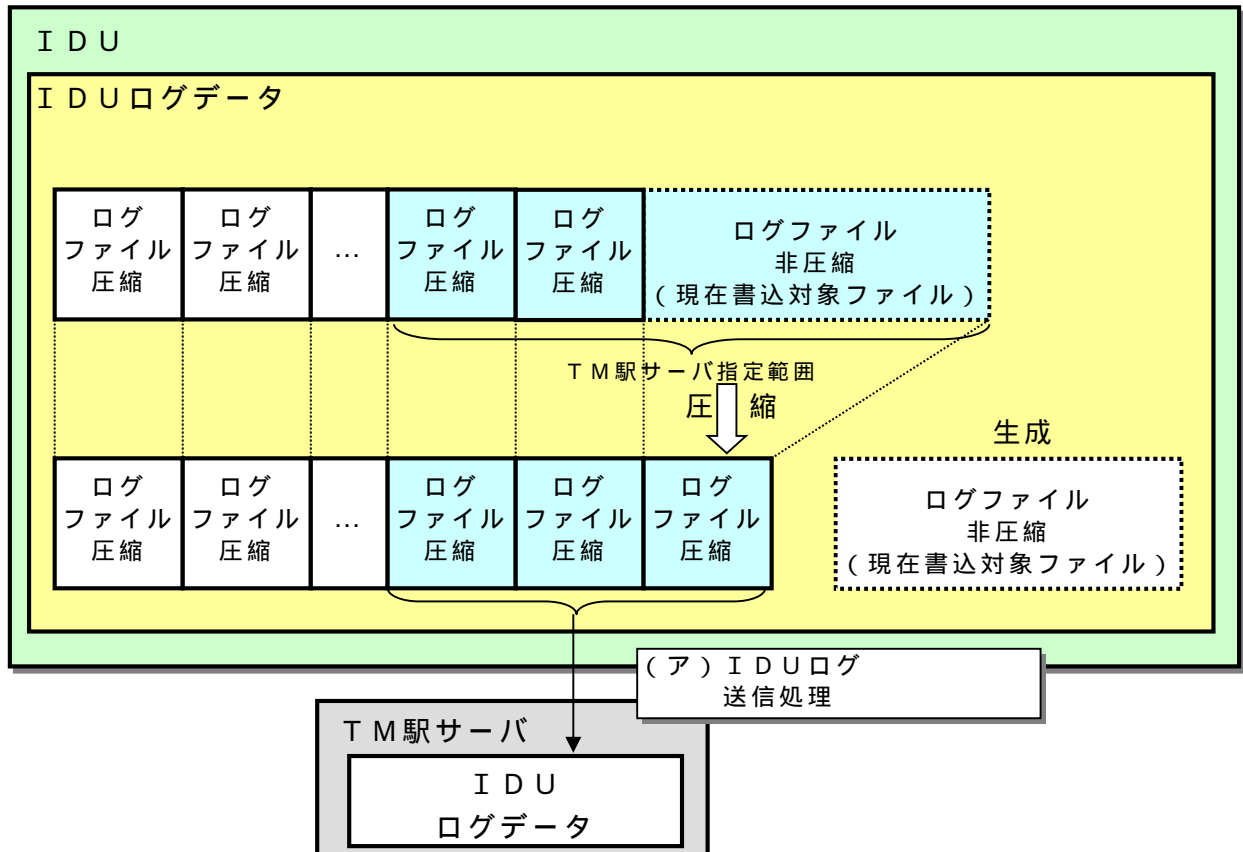 ＩＤＵ
ＩＤＵログデータ
ログ
ファイル
圧縮
ログ
ファイル
圧縮
…
ログ
ファイル
圧縮
ログ
ファイル
圧縮
ログファイル
非圧縮
（現在書込対象ファイル）
ＴＭ駅サーバ指定範囲
圧縮
生成
ログ
ファイル
圧縮
ログ
ファイル
圧縮
…
ログ
ファイル
圧縮
ログ
ファイル
圧縮
ログ
ファイル
圧縮
ログファイル
非圧縮
（現在書込対象ファイル）
（ア）ＩＤＵログ
送信処理
ＴＭ駅サーバ
ＩＤＵ
ログデータ